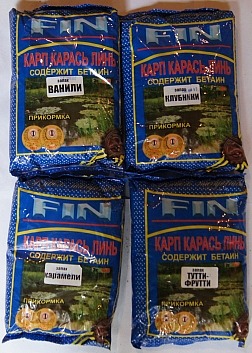 FIN
КАРП КАРАСЬ ЛИНЬ
СОДЕРЖИТ БЕТАИН
запах
ВАНИЛИ
ПРИКОРМКА
FIN
КАРП КАРАСЬ ЛИНЬ
СОДЕРЖИТ БЕТАИН
запах
КЛУБНИКИ
ПРИКОРМКА
FIN
КАРП КАРАСЬ ЛИНЬ
СОДЕРЖИТ БЕТАИН
запах
карамели
ПРИКОРМКА
FIN
КАРП КАРАСЬ ЛИНЬ
СОДЕРЖИТ БЕТАИН
запах
ТУТТИ-
ФРУТТИ
ПРИКОРМКА